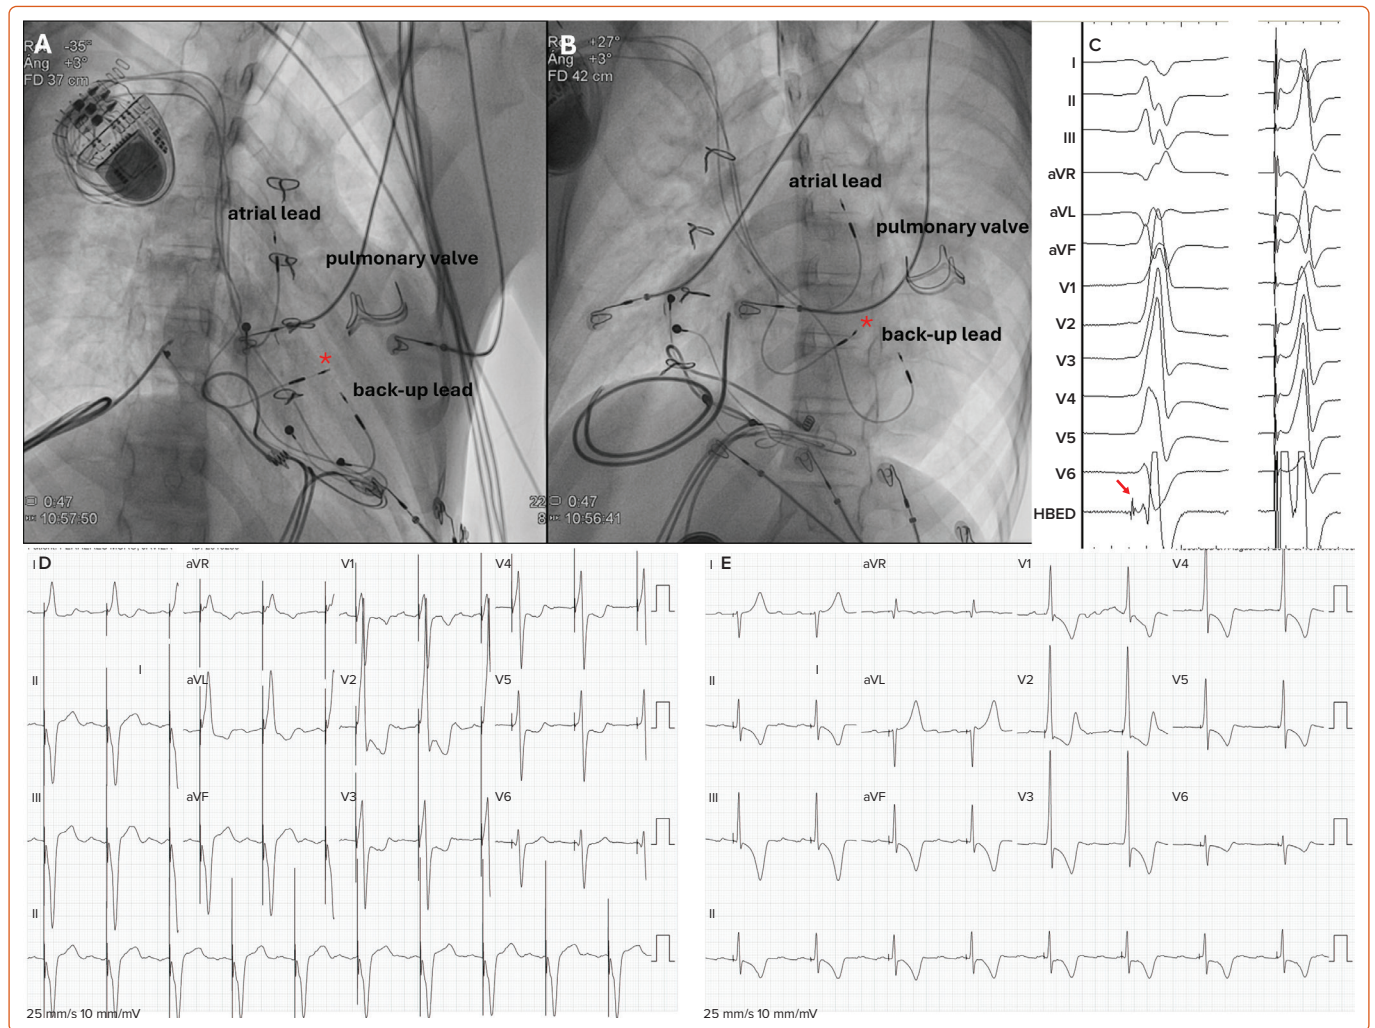 A
-35°
Ang +3°
FD 37 cm
atrial lead
pulmonary valve
back-up lead
0:47
10:57:50
B
+27°
Ang +3°
FD 42 cm
atrial lead
pulmonary valve
back-up lead
22
0:47
8
10:56:41
C
I
II
III
aVR
aVL
aVF
V1
V2
V3
V4
V5
V6
HBED
D
I aVR V1 V4
I
II aVL V2 V5
III aVF V3 V6
II
25 mm/s 10 mm/mV
E
I aVR V1 V4
I
II aVL V2 V5
III aVF V3 V6
II
25 mm/s 10 mm/mV